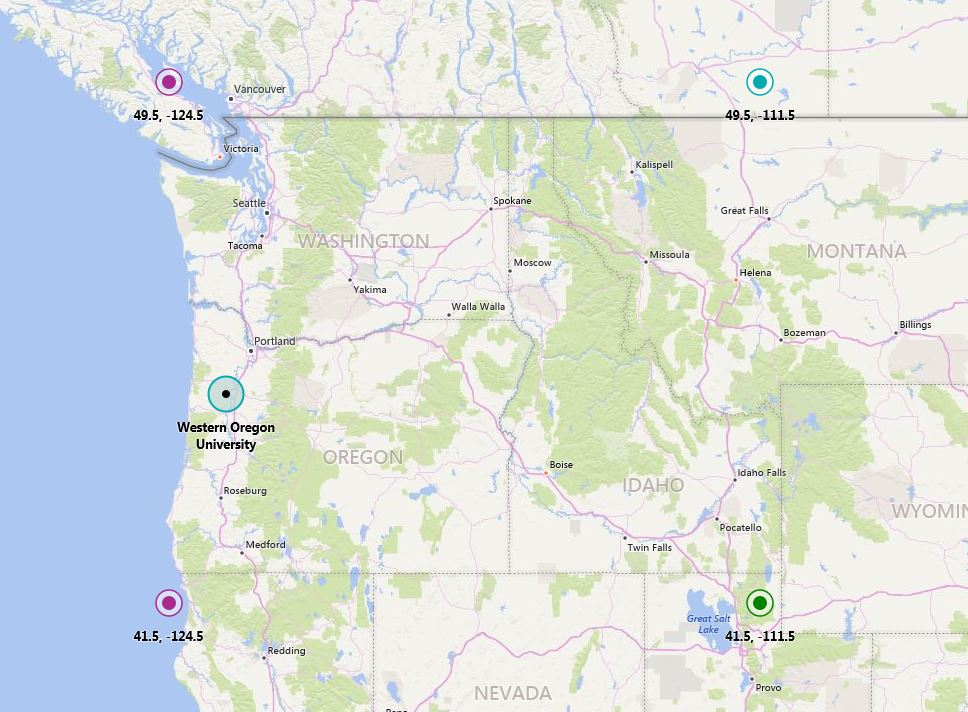 Vancouver
49.5, -124.5
49.5, -111.5
Victoria
Kalispell
Spokane
Seattle
Great Falls
WASHINGTON
Tacoma
MONTANA
Missoula
Moscow
Helena
Yakima
Walla Walla
Billings
Bozeman
Portland
Western Oregon
University
OREGON
Boise
Idaho Falls
IDAHO
Roseburg
WYOMIN
Pocatello
Medford
Twin Falls
Great Salt
Lake
41.5, -124.5
41.5, -111.5
Redding
Provo
NEVADA